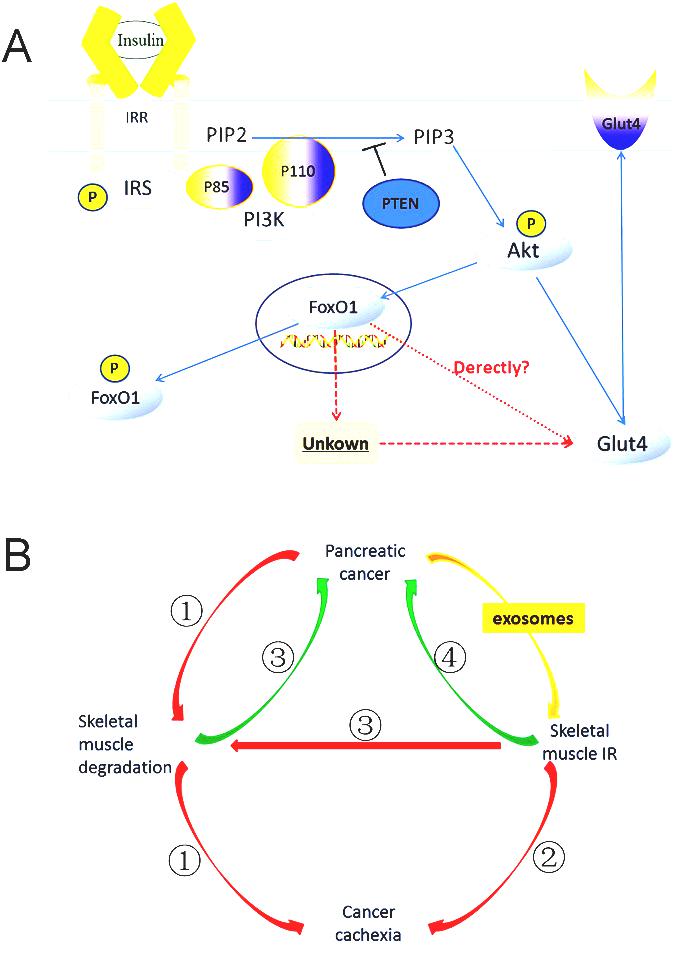 A
Insulin
IRR
Glut4
PIP2
PIP3
P
IRS
P85
P110
PTEN
PI3K
P
Akt
FoxO1
P
FoxO1
Derectly?
Unkown
Glut4
B
Pancreatic
cancer
①
exosomes
③
④
Skeletal
muscle
degradation
③
Skeletal
muscle IR
①
②
Cancer
cachexia